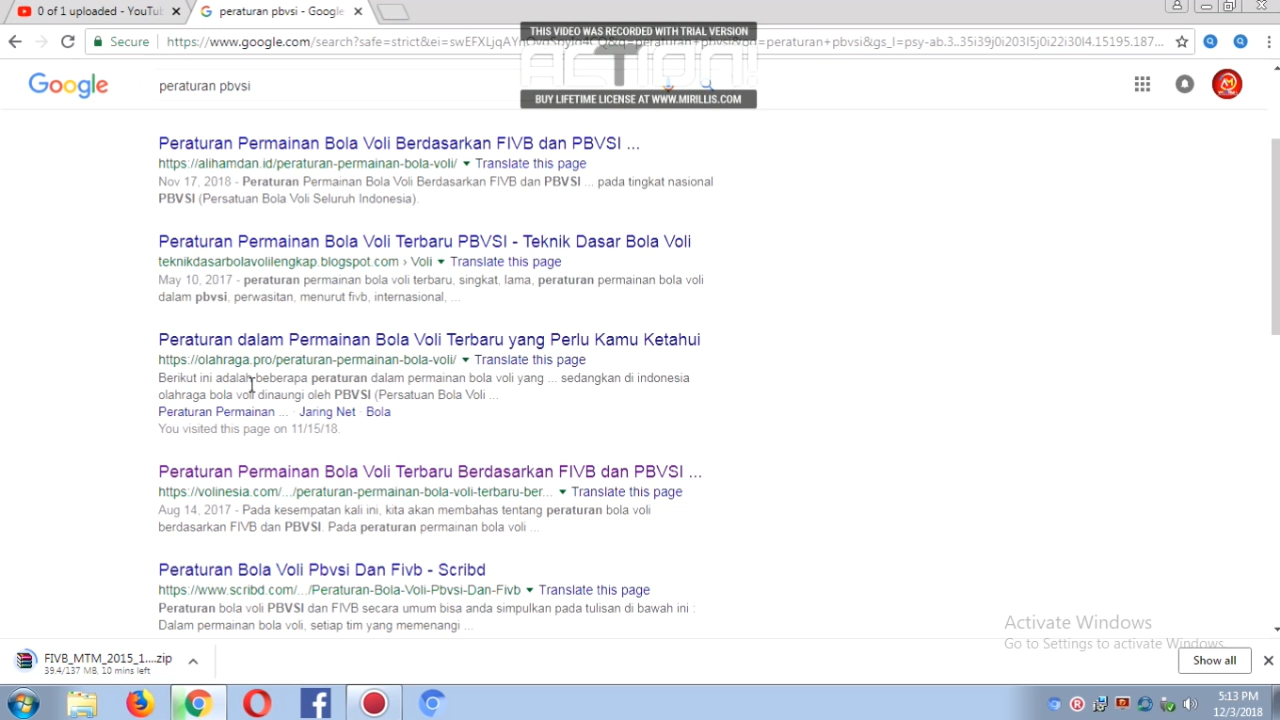 0 of 1 uploaded - YouTub
peraturan pbvsi - Google
Secure
THIS VIDEO WAS RECORDED WITH TRIAL VERSION
ACTION!
BUY LIFETIME LICENSE AT WWW.MIRILLIS.COM
Google
peraturan pbvsi
Peraturan Permainan Bola Voli Berdasarkan FIVB dan PBVSI ...
https://alihamdan.id/peraturan-permainan-bola-voli/ Translate this page
Nov 17, 2018 - Peraturan Permainan Bola Voli Berdasarkan FIVB dan PBVSI ... pada tingkat nasional
PBVSI (Persatuan Bola Voli Seluruh Indonesia).
Peraturan Permainan Bola Voli Terbaru PBVSI - Teknik Dasar Bola Voli
teknikdasarbolavolilengkap.blogspot.com › Voli Translate this page
May 10, 2017 - peraturan permainan bola voli terbaru, singkat, lama, peraturan permainan bola voli
dalam pbvsi, perwasitan, menurut fivb, internasional, ...
Peraturan dalam Permainan Bola Voli Terbaru yang Perlu Kamu Ketahui
https://olahraga.pro/peraturan-permainan-bola-voli/ Translate this page
Berikut ini adalah beberapa peraturan dalam permainan bola voli yang ... sedangkan di indonesia
olahraga bola voli dinaungi oleh PBVSI (Persatuan Bola Voli ...
Peraturan Permainan ... · Jaring Net · Bola
You visited this page on 11/15/18.
Peraturan Permainan Bola Voli Terbaru Berdasarkan FIVB dan PBVSI ...
https://volinesia.com/.../peraturan-permainan-bola-voli-terbaru-ber... Translate this page
Aug 14, 2017 - Pada kesempatan kali ini, kita akan membahas tentang peraturan bola voli
berdasarkan FIVB dan PBVSI. Pada peraturan permainan bola voli ...
Peraturan Bola Voli Pbvsi Dan Fivb - Scribd
https://www.scribd.com/.../Peraturan-Bola-Voli-Pbvsi-Dan-Fivb Translate this page
Peraturan bola voli PBVSI dan FIVB secara umum bisa anda simpulkan pada tulisan di bawah ini :
Dalam permainan bola voli, setiap tim yang memenangi ...
Activate Windows
Go to Settings to activate Windows.
FIVB_MTM_2015_1....zip
39.4/137 MB, 10 mins left
Show all
5:13 PM
12/3/2018